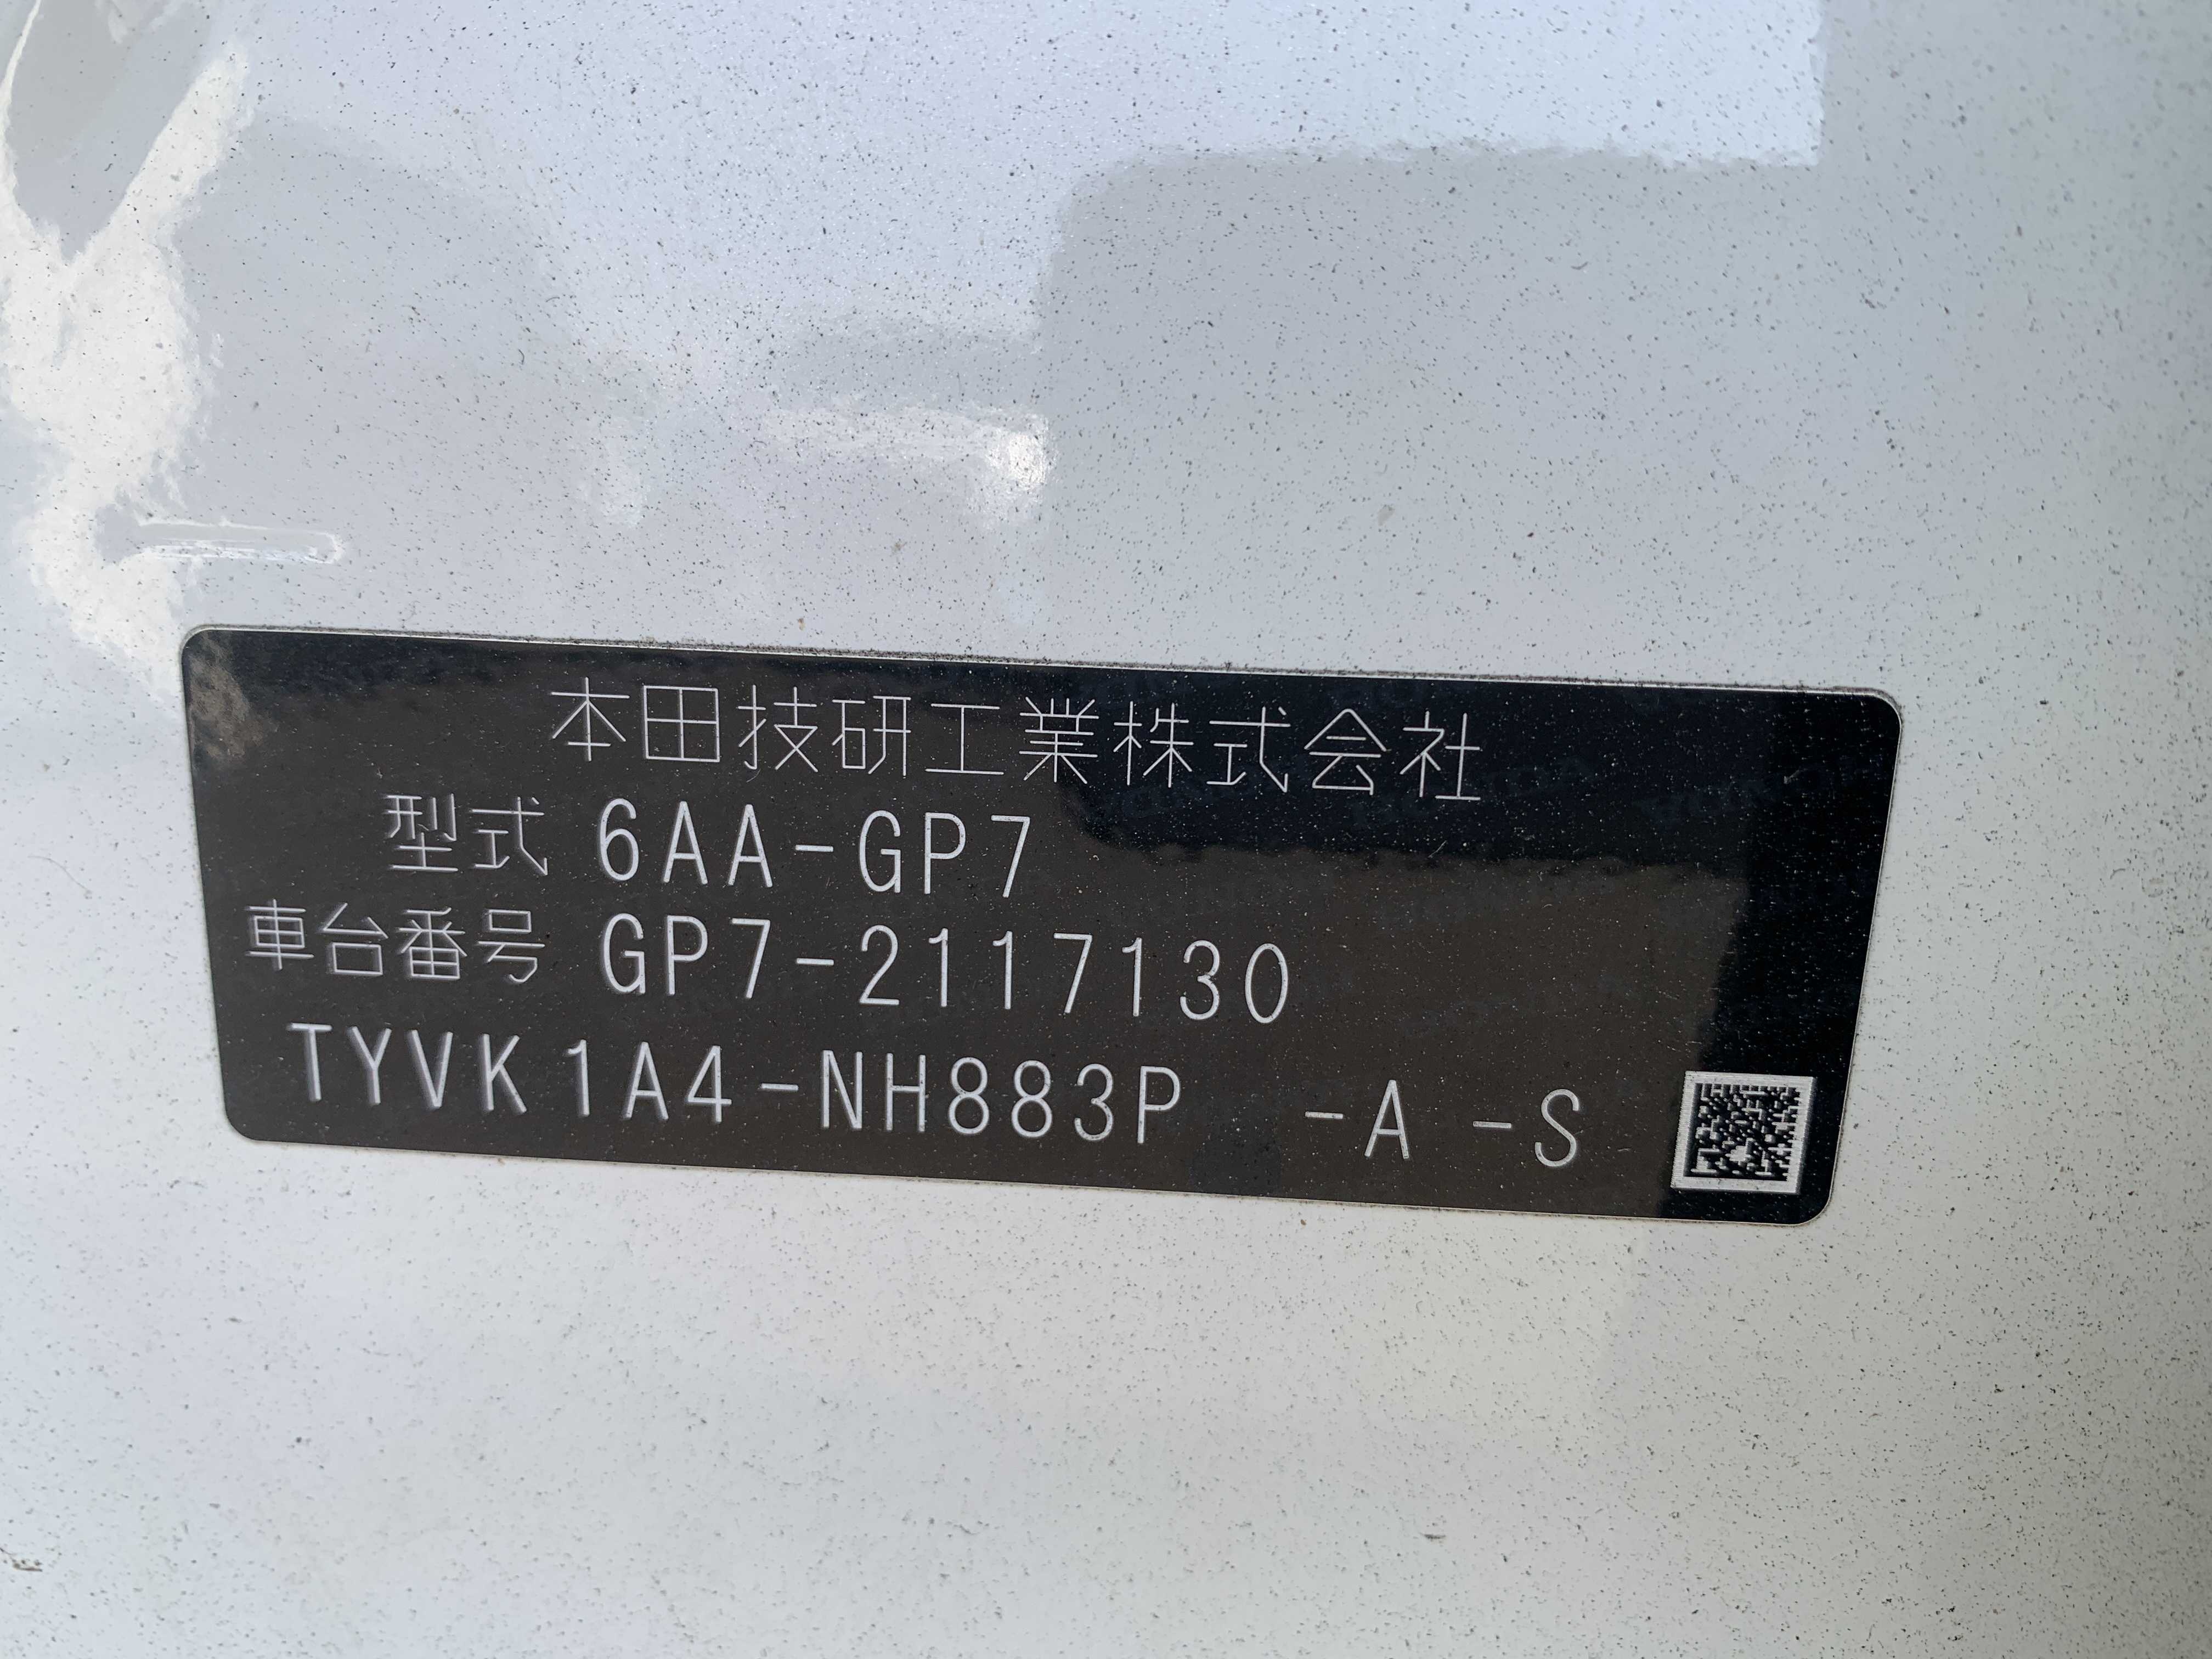 本田技研工業株式会社
型式 6AA-GP7
車台番号 GP7-2117130
TYVK1A4-NH883P -A -S